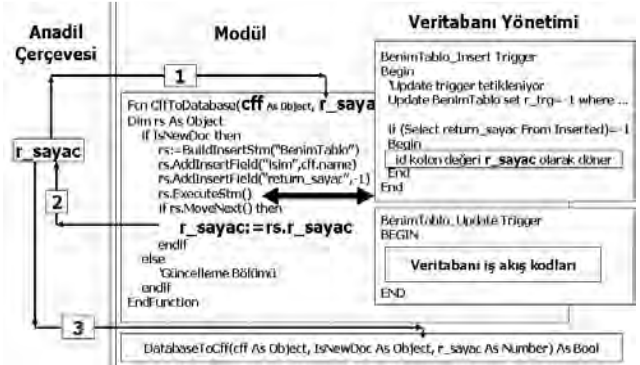 Anadil
Çerçevesi
Modül
Veritabanı Yönetimi
1
r_sayac
2
3
Fcn CffToDatabase(cff As Object, r_saya
Dim rs As Object
if IsNewDoc then
rs:=BuildInsertStm("BenimTablo")
rs.AddInsertField("isim",cff.name)
rs.AddInsertField("return_sayac",-1)
rs.ExecuteStm()
if rs.MoveNext() then
r_sayac:=rs.r_sayac
endif
else
'Güncelleme Bölümü
endif
EndFunction
BenimTablo_Insert Trigger
Begin
'Update trigger tetikleniyor
Update BenimTablo set r_trg=-1 where ...
if (Select return_sayac From Inserted)=-1
Begin
id kolon değeri r_sayac olarak döner
End
End
BenimTablo_Update Trigger
BEGIN
Veritabanı iş akış kodları
END
DatabaseToCff(cff As Object, IsNewDoc As Object, r_sayac As Number) As Bool